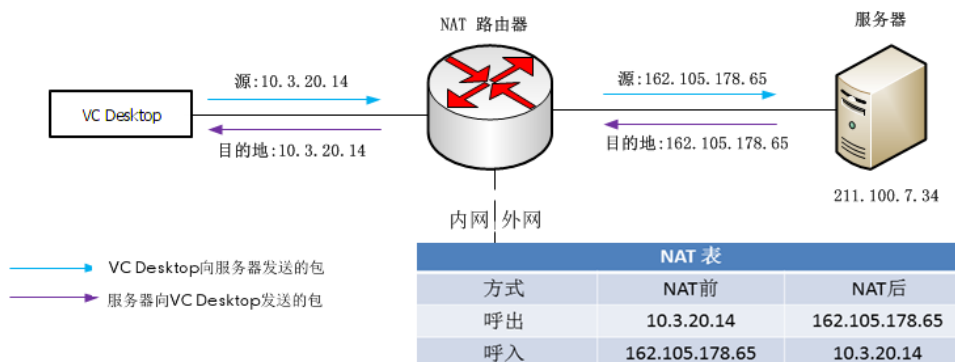 NAT 路由器
服务器
源:10.3.20.14
源:162.105.178.65
VC Desktop
目的地:10.3.20.14
目的地:162.105.178.65
211.100.7.34
内网 外网
VC Desktop向服务器发送的包
服务器向VC Desktop发送的包
NAT 表
方式 NAT前 NAT后
呼出 10.3.20.14 162.105.178.65
呼入 162.105.178.65 10.3.20.14